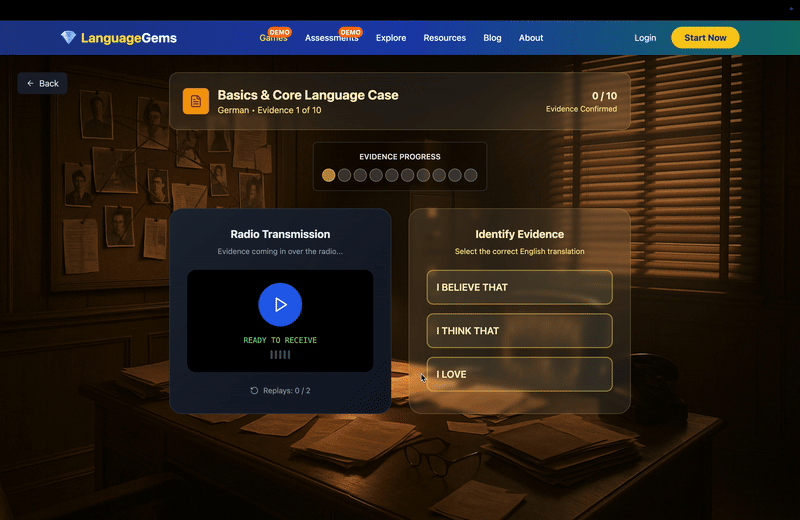 LanguageGems
DEMO
DEMO
Games
Assessments
Explore
Resources
Blog
About
Login
Start Now
← Back
Basics & Core Language Case
German • Evidence 1 of 10
0 / 10
Evidence Confirmed
EVIDENCE PROGRESS
Radio Transmission
Evidence coming in over the radio...
READY TO RECEIVE
Replays: 0 / 2
Identify Evidence
Select the correct English translation
I BELIEVE THAT
I THINK THAT
I LOVE